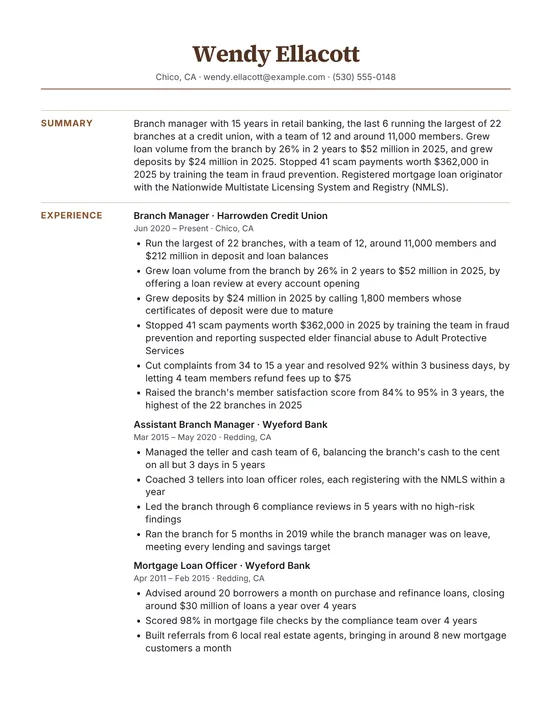 Wendy Ellacott
Chico, CA · wendy.ellacott@example.com · (530) 555-0148
SUMMARY
Branch manager with 15 years in retail banking, the last 6 running the largest of 22
branches at a credit union, with a team of 12 and around 11,000 members. Grew
loan volume from the branch by 26% in 2 years to $52 million in 2025, and grew
deposits by $24 million in 2025. Stopped 41 scam payments worth $362,000 in
2025 by training the team in fraud prevention. Registered mortgage loan originator
with the Nationwide Multistate Licensing System and Registry (NMLS).
EXPERIENCE
Branch Manager · Harrowden Credit Union
Jun 2020 – Present · Chico, CA
• Run the largest of 22 branches, with a team of 12, around 11,000 members and
$212 million in deposit and loan balances
• Grew loan volume from the branch by 26% in 2 years to $52 million in 2025, by
offering a loan review at every account opening
• Grew deposits by $24 million in 2025 by calling 1,800 members whose
certificates of deposit were due to mature
• Stopped 41 scam payments worth $362,000 in 2025 by training the team in fraud
prevention and reporting suspected elder financial abuse to Adult Protective
Services
• Cut complaints from 34 to 15 a year and resolved 92% within 3 business days, by
letting 4 team members refund fees up to $75
• Raised the branch's member satisfaction score from 84% to 95% in 3 years, the
highest of the 22 branches in 2025
Assistant Branch Manager · Wyeford Bank
Mar 2015 – May 2020 · Redding, CA
• Managed the teller and cash team of 6, balancing the branch's cash to the cent
on all but 3 days in 5 years
• Coached 3 tellers into loan officer roles, each registering with the NMLS within a
year
• Led the branch through 6 compliance reviews in 5 years with no high-risk
findings
• Ran the branch for 5 months in 2019 while the branch manager was on leave,
meeting every lending and savings target
Mortgage Loan Officer · Wyeford Bank
Apr 2011 – Feb 2015 · Redding, CA
• Advised around 20 borrowers a month on purchase and refinance loans, closing
around $30 million of loans a year over 4 years
• Scored 98% in mortgage file checks by the compliance team over 4 years
• Built referrals from 6 local real estate agents, bringing in around 8 new mortgage
customers a month